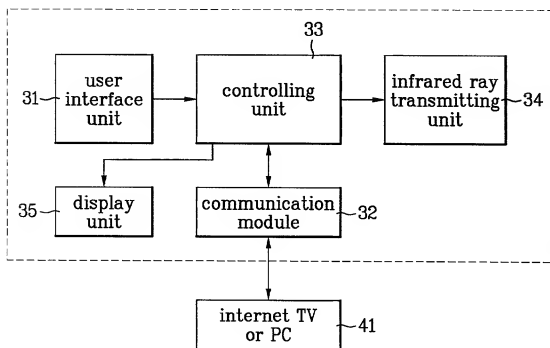 33
31
user
interface
unit
controlling
unit
infrared ray
transmitting
unit
34
35
display
unit
communication
module
32
internet TV
or PC
41